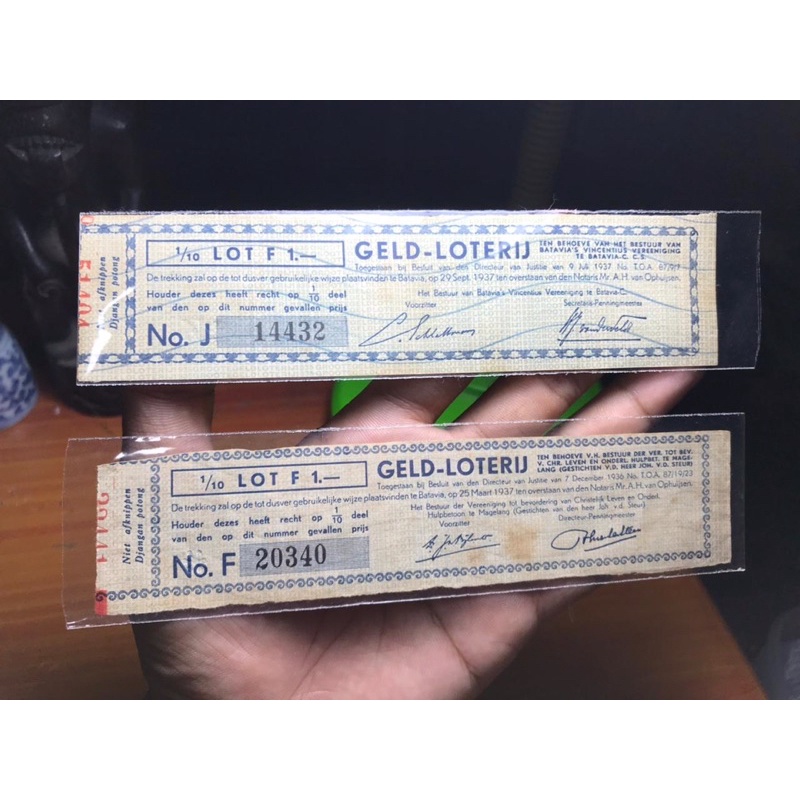 Niet afknippen
Djangan potong
1/10 LOT F 1.—
GELD-LOTERIJ
TEN BEHOEVE VAN HET BESTUUR VAN
BATAVIA'S VINCENTIUS VEREENIGING
TE BATAVIA-C. C. S.
Toegestaan bij Besluit van den Directeur van Justitie van 9 Juli 1937 No. T.O.A.
De trekking zal op de tot dusver gebruikelijke wijze plaatsvinden te Batavia, op 29 Sept. 1937 ten overstaan van den Notaris Mr. A.H. van Ophuijsen.
Houder dezes heeft recht op 1/10 deel
van den op dit nummer gevallen prijs
Het Bestuur van Batavia's Vincentius Vereeniging te Batavia-C.
Voorzitter
Secretaris-Penningmeester
No. J 14432
Niet afknippen
Djangan potong
1/10 LOT F 1.—
GELD-LOTERIJ
TEN BEHOEVE V.H. BESTUUR DER VER. TOT BEV.
V. CHR. LEVEN EN ONDERL. HULPBET. TE MAGE-
LANG (GESTICHTEN V.D. HEER JOH. V.D. STEUR)
Toegestaan bij Besluit van den Directeur van Justitie van 7 December 1936 No. T.O.A. 87/19/23
De trekking zal op de tot dusver gebruikelijke wijze plaatsvinden te Batavia, op 25 Maart 1937 ten overstaan van den Notaris Mr. A.H. van Ophuijsen.
Houder dezes heeft recht op 1/10 deel
van den op dit nummer gevallen prijs
Het Bestuur der Vereeniging tot bevordering van Christelijk Leven en Onderl.
Hulpbetoon te Magelang (Gestichten van den heer Joh. v.d. Steur)
Voorzitter
Directeur-Penningmeester
No. F 20340